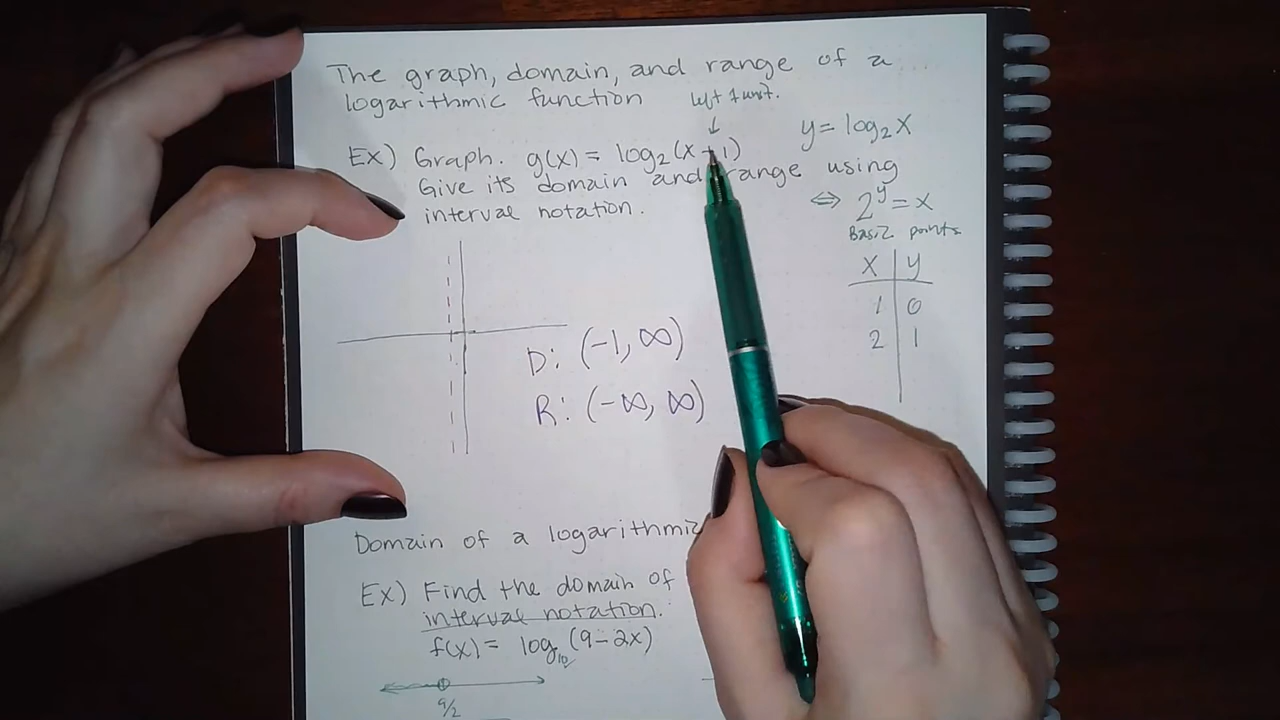 The graph, domain, and range of a
logarithmic function
left 1 unit.
↓
Ex) Graph. g(x) = log₂(x+1)
Give its domain and range using
interval notation.
y = log₂x
⇔ 2^y = x
Basic points
x | y
1 | 0
2 | 1
D: (-1, ∞)
R: (-∞, ∞)
Domain of a logarithmic
Ex) Find the domain of
interval notation.
f(x) = log₁₀(9-2x)
9/2